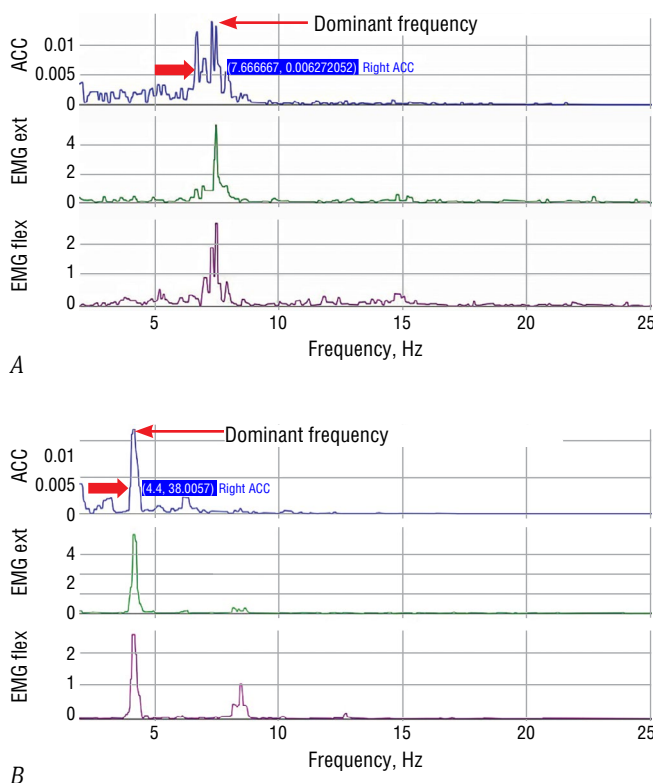 Dominant frequency
ACC
0.01
0.005
0
(7.666667, 0.006272052) Right ACC
EMG ext
4
2
0
EMG flex
2
1
0
5 10 15 20 25
Frequency, Hz
A
Dominant frequency
ACC
0.01
0.005
0
(4.4, 38.0057) Right ACC
EMG ext
4
2
0
EMG flex
2
1
0
5 10 15 20 25
Frequency, Hz
B